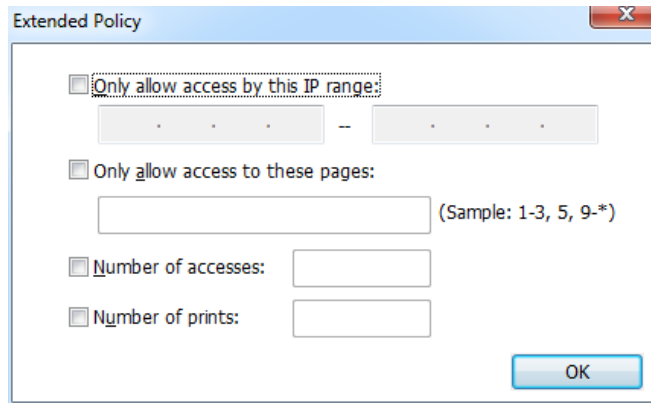 Extended Policy
Only allow access by this IP range:
. . . -- . . .
Only allow access to these pages:
(Sample: 1-3, 5, 9-*)
Number of accesses:
Number of prints:
OK